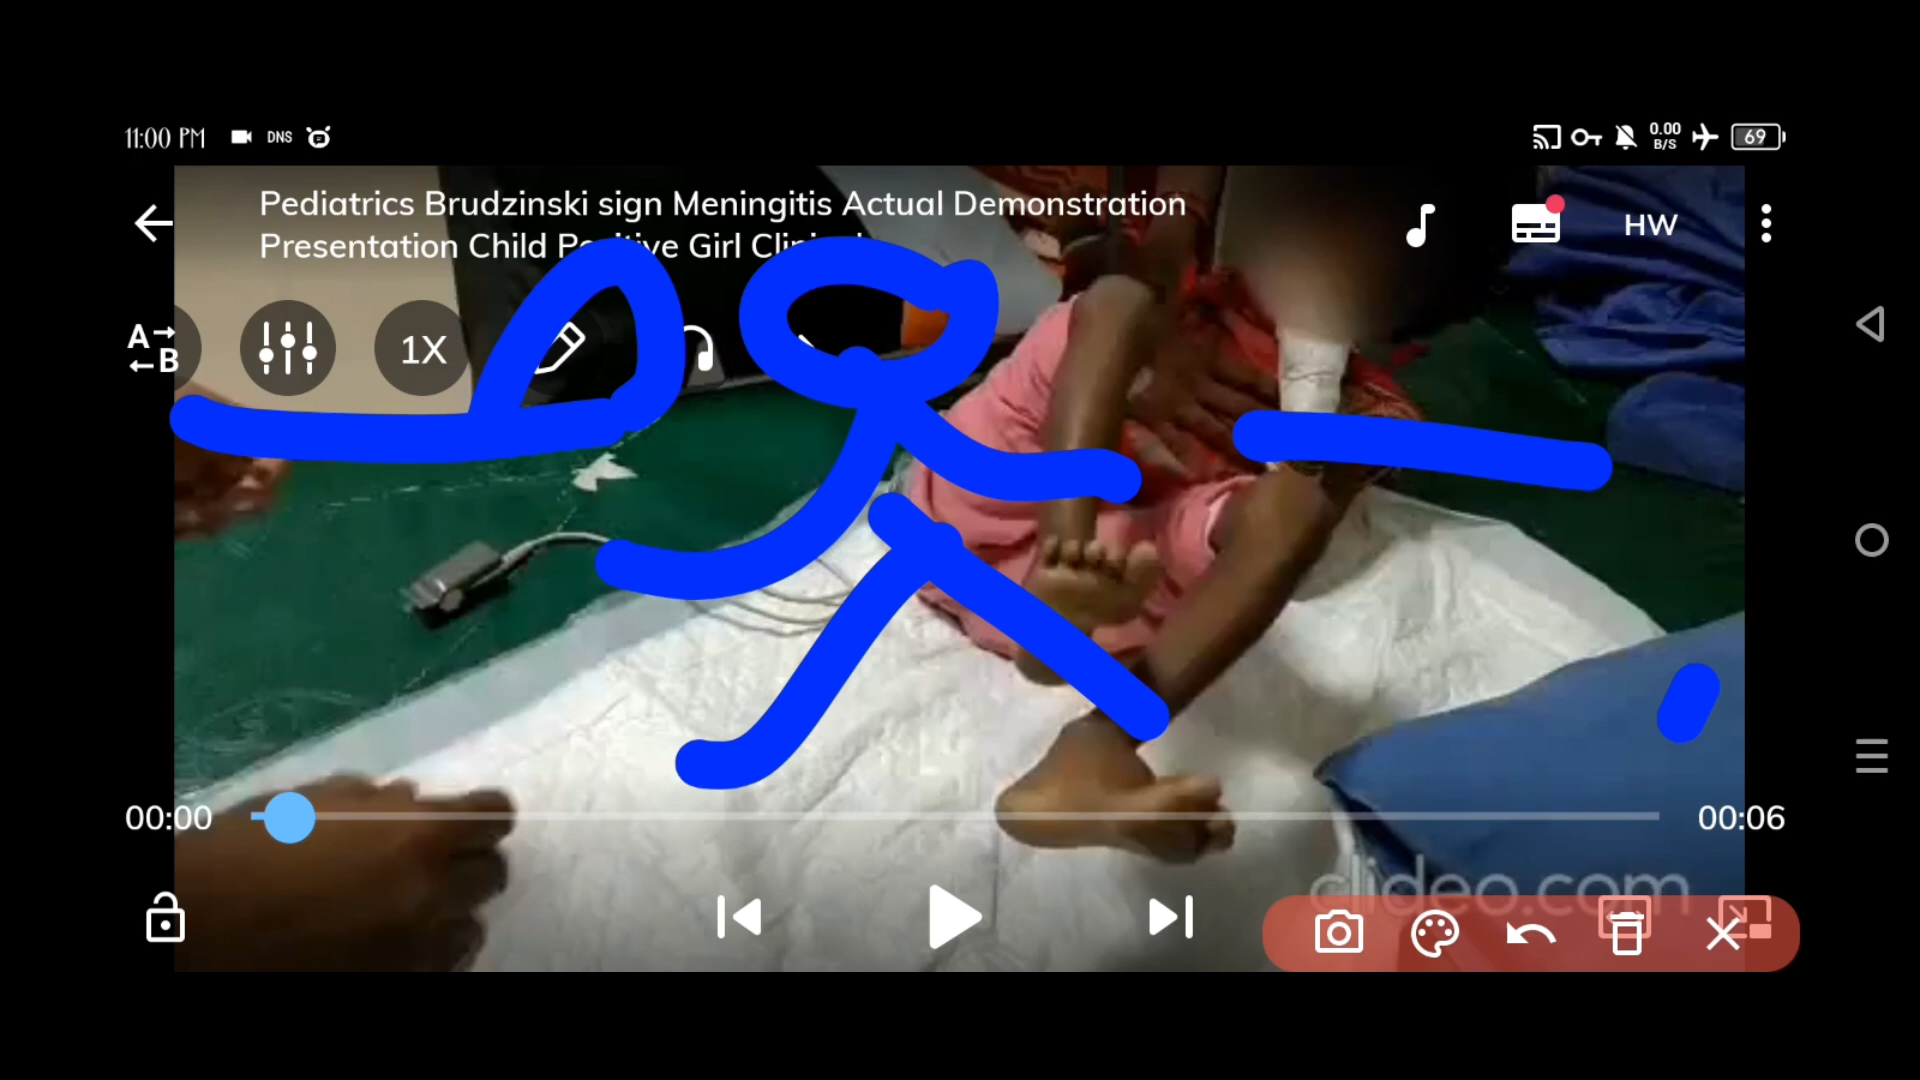 11:00 PM DNS 0.00 B/S 69
Pediatrics Brudzinski sign Meningitis Actual Demonstration
Presentation Child Positive Girl
HW
A B
1X
00:00 00:06
clideo.com